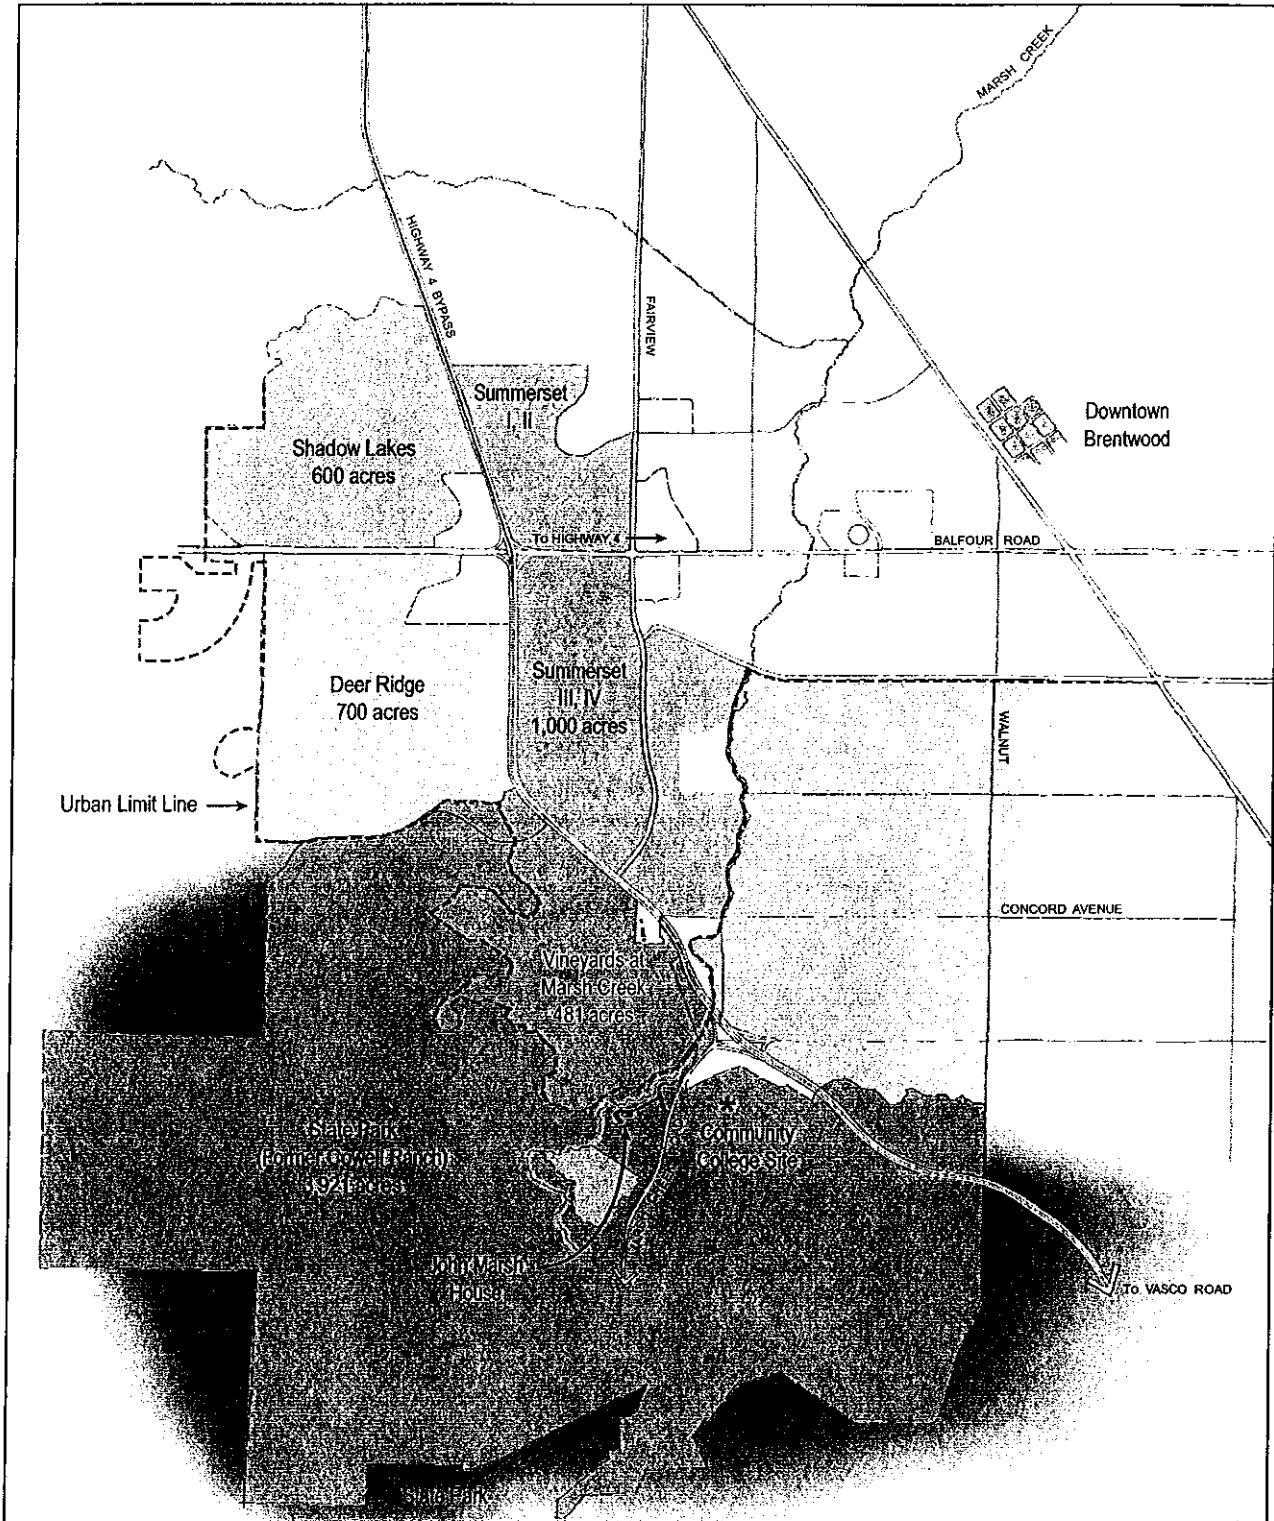 MARSH CREEK
HIGHWAY 4 BYPASS
FAIRVIEW
Summerset
I, II
Downtown
Brentwood
Shadow Lakes
600 acres
To HIGHWAY 4
BALFOUR ROAD
Deer Ridge
700 acres
Summerset
III, IV
1,000 acres
WALNUT
Urban Limit Line
CONCORD AVENUE
Vineyards at
Marsh Creek
481 acres
State Park
(Former Cowell Ranch)
3,921 acres
Community
College Site
John Marsh
House
To VASCO ROAD
State Park